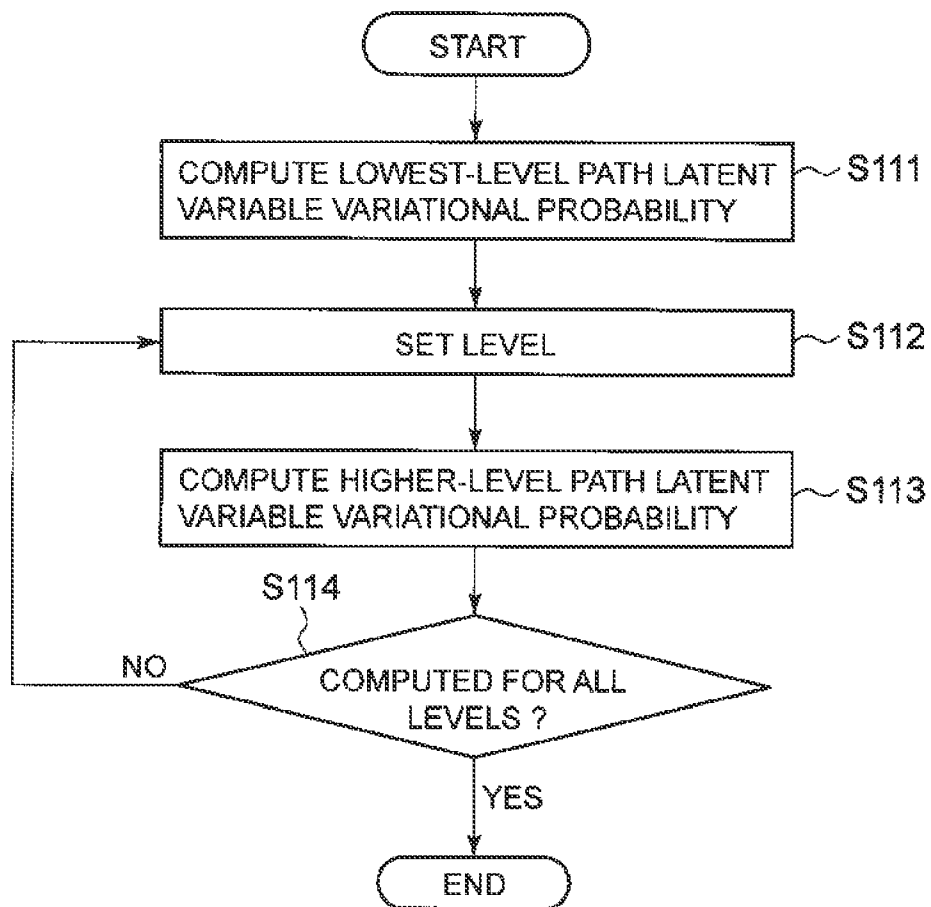 START
COMPUTE LOWEST-LEVEL PATH LATENT
VARIABLE VARIATIONAL PROBABILITY
S111
SET LEVEL
S112
COMPUTE HIGHER-LEVEL PATH LATENT
VARIABLE VARIATIONAL PROBABILITY
S113
S114
NO
COMPUTED FOR ALL
LEVELS ?
YES
END